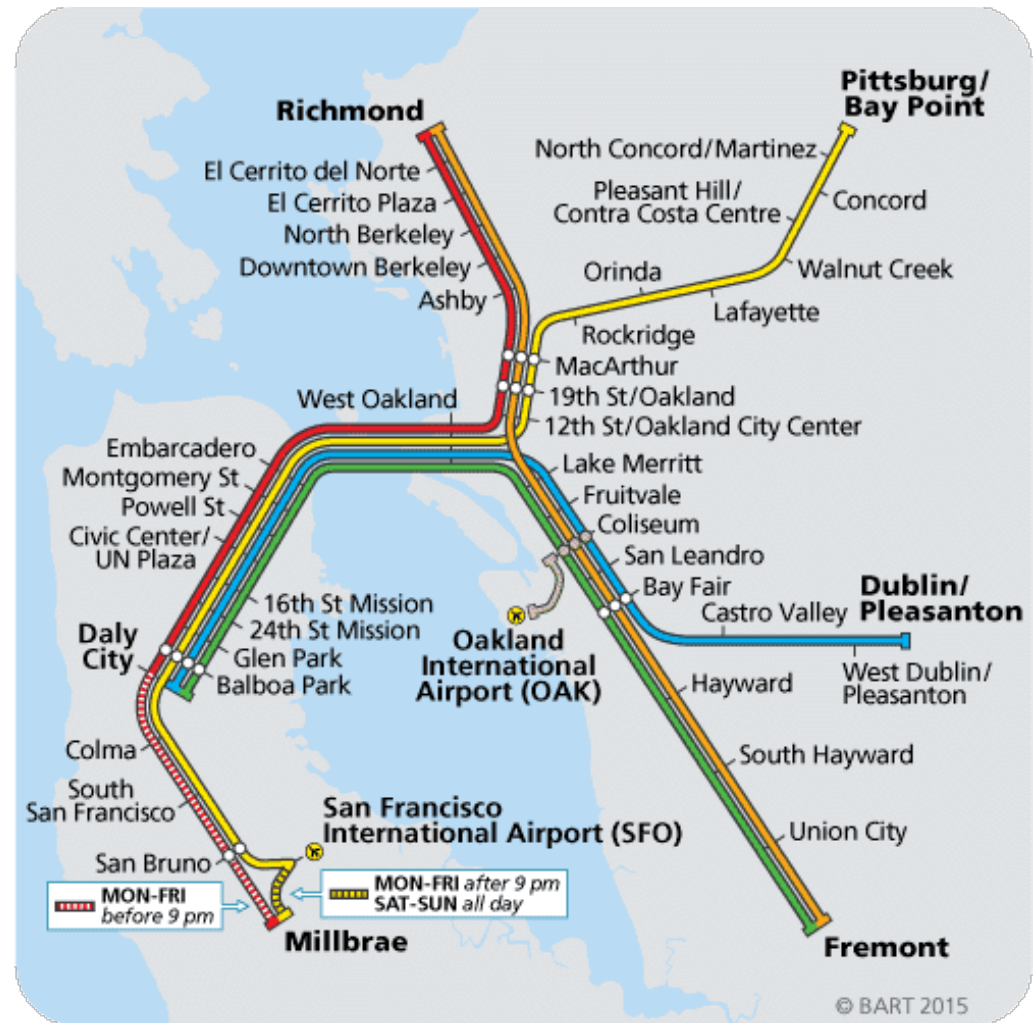 Pittsburg/
Bay Point
Richmond
North Concord/Martinez
El Cerrito del Norte
Pleasant Hill/
Contra Costa Centre
Concord
El Cerrito Plaza
North Berkeley
Downtown Berkeley
Orinda
Walnut Creek
Ashby
Lafayette
Rockridge
MacArthur
West Oakland
19th St/Oakland
12th St/Oakland City Center
Embarcadero
Lake Merritt
Montgomery St
Fruitvale
Powell St
Coliseum
Civic Center/
UN Plaza
San Leandro
Bay Fair
Dublin/
Pleasanton
16th St Mission
Castro Valley
24th St Mission
Daly
City
Oakland
International
Airport (OAK)
Glen Park
West Dublin/
Pleasanton
Balboa Park
Hayward
Colma
South Hayward
South
San Francisco
San Francisco
International Airport (SFO)
Union City
San Bruno
MON-FRI
before 9 pm
MON-FRI after 9 pm
SAT-SUN all day
Millbrae
Fremont
© BART 2015